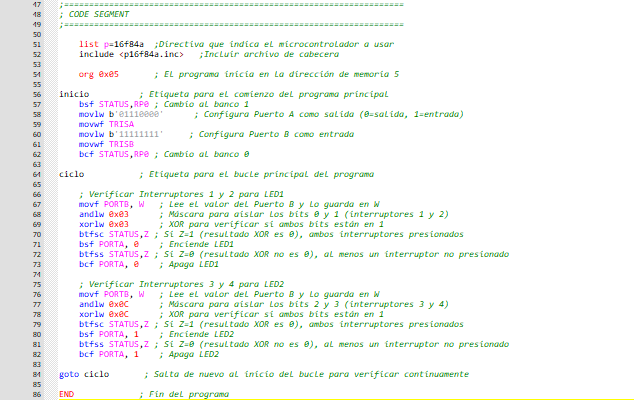 47 ;====================================================================
48 ; CODE SEGMENT
49 ;====================================================================
50
51 list p=16f84a ;Directiva que indica el microcontrolador a usar
52 include <p16f84a.inc> ;Incluir archivo de cabecera
53
54 org 0x05 ; El programa inicia en la dirección de memoria 5
55
56 inicio ; Etiqueta para el comienzo del programa principal
57 bsf STATUS,RP0 ; Cambio al banco 1
58 movlw b'01110000' ; Configura Puerto A como salida (0=salida, 1=entrada)
59 movwf TRISA
60 movlw b'11111111' ; Configura Puerto B como entrada
61 movwf TRISB
62 bcf STATUS,RP0 ; Cambio al banco 0
63
64 ciclo ; Etiqueta para el bucle principal del programa
65
66 ; Verificar Interruptores 1 y 2 para LED1
67 movf PORTB, W ; Lee el valor del Puerto B y lo guarda en W
68 andlw 0x03 ; Máscara para aislar los bits 0 y 1 (interruptores 1 y 2)
69 xorlw 0x03 ; XOR para verificar si ambos bits están en 1
70 btfsc STATUS,Z ; Si Z=1 (resultado XOR es 0), ambos interruptores presionados
71 bsf PORTA, 0 ; Enciende LED1
72 btfss STATUS,Z ; Si Z=0 (resultado XOR no es 0), al menos un interruptor no presionado
73 bcf PORTA, 0 ; Apaga LED1
74
75 ; Verificar Interruptores 3 y 4 para LED2
76 movf PORTB, W ; Lee el valor del Puerto B y lo guarda en W
77 andlw 0x0C ; Máscara para aislar los bits 2 y 3 (interruptores 3 y 4)
78 xorlw 0x0C ; XOR para verificar si ambos bits están en 1
79 btfsc STATUS,Z ; Si Z=1 (resultado XOR es 0), ambos interruptores presionados
80 bsf PORTA, 1 ; Enciende LED2
81 btfss STATUS,Z ; Si Z=0 (resultado XOR no es 0), al menos un interruptor no presionado
82 bcf PORTA, 1 ; Apaga LED2
83
84 goto ciclo ; Salta de nuevo al inicio del bucle para verificar continuamente
85
86 END ; Fin del programa